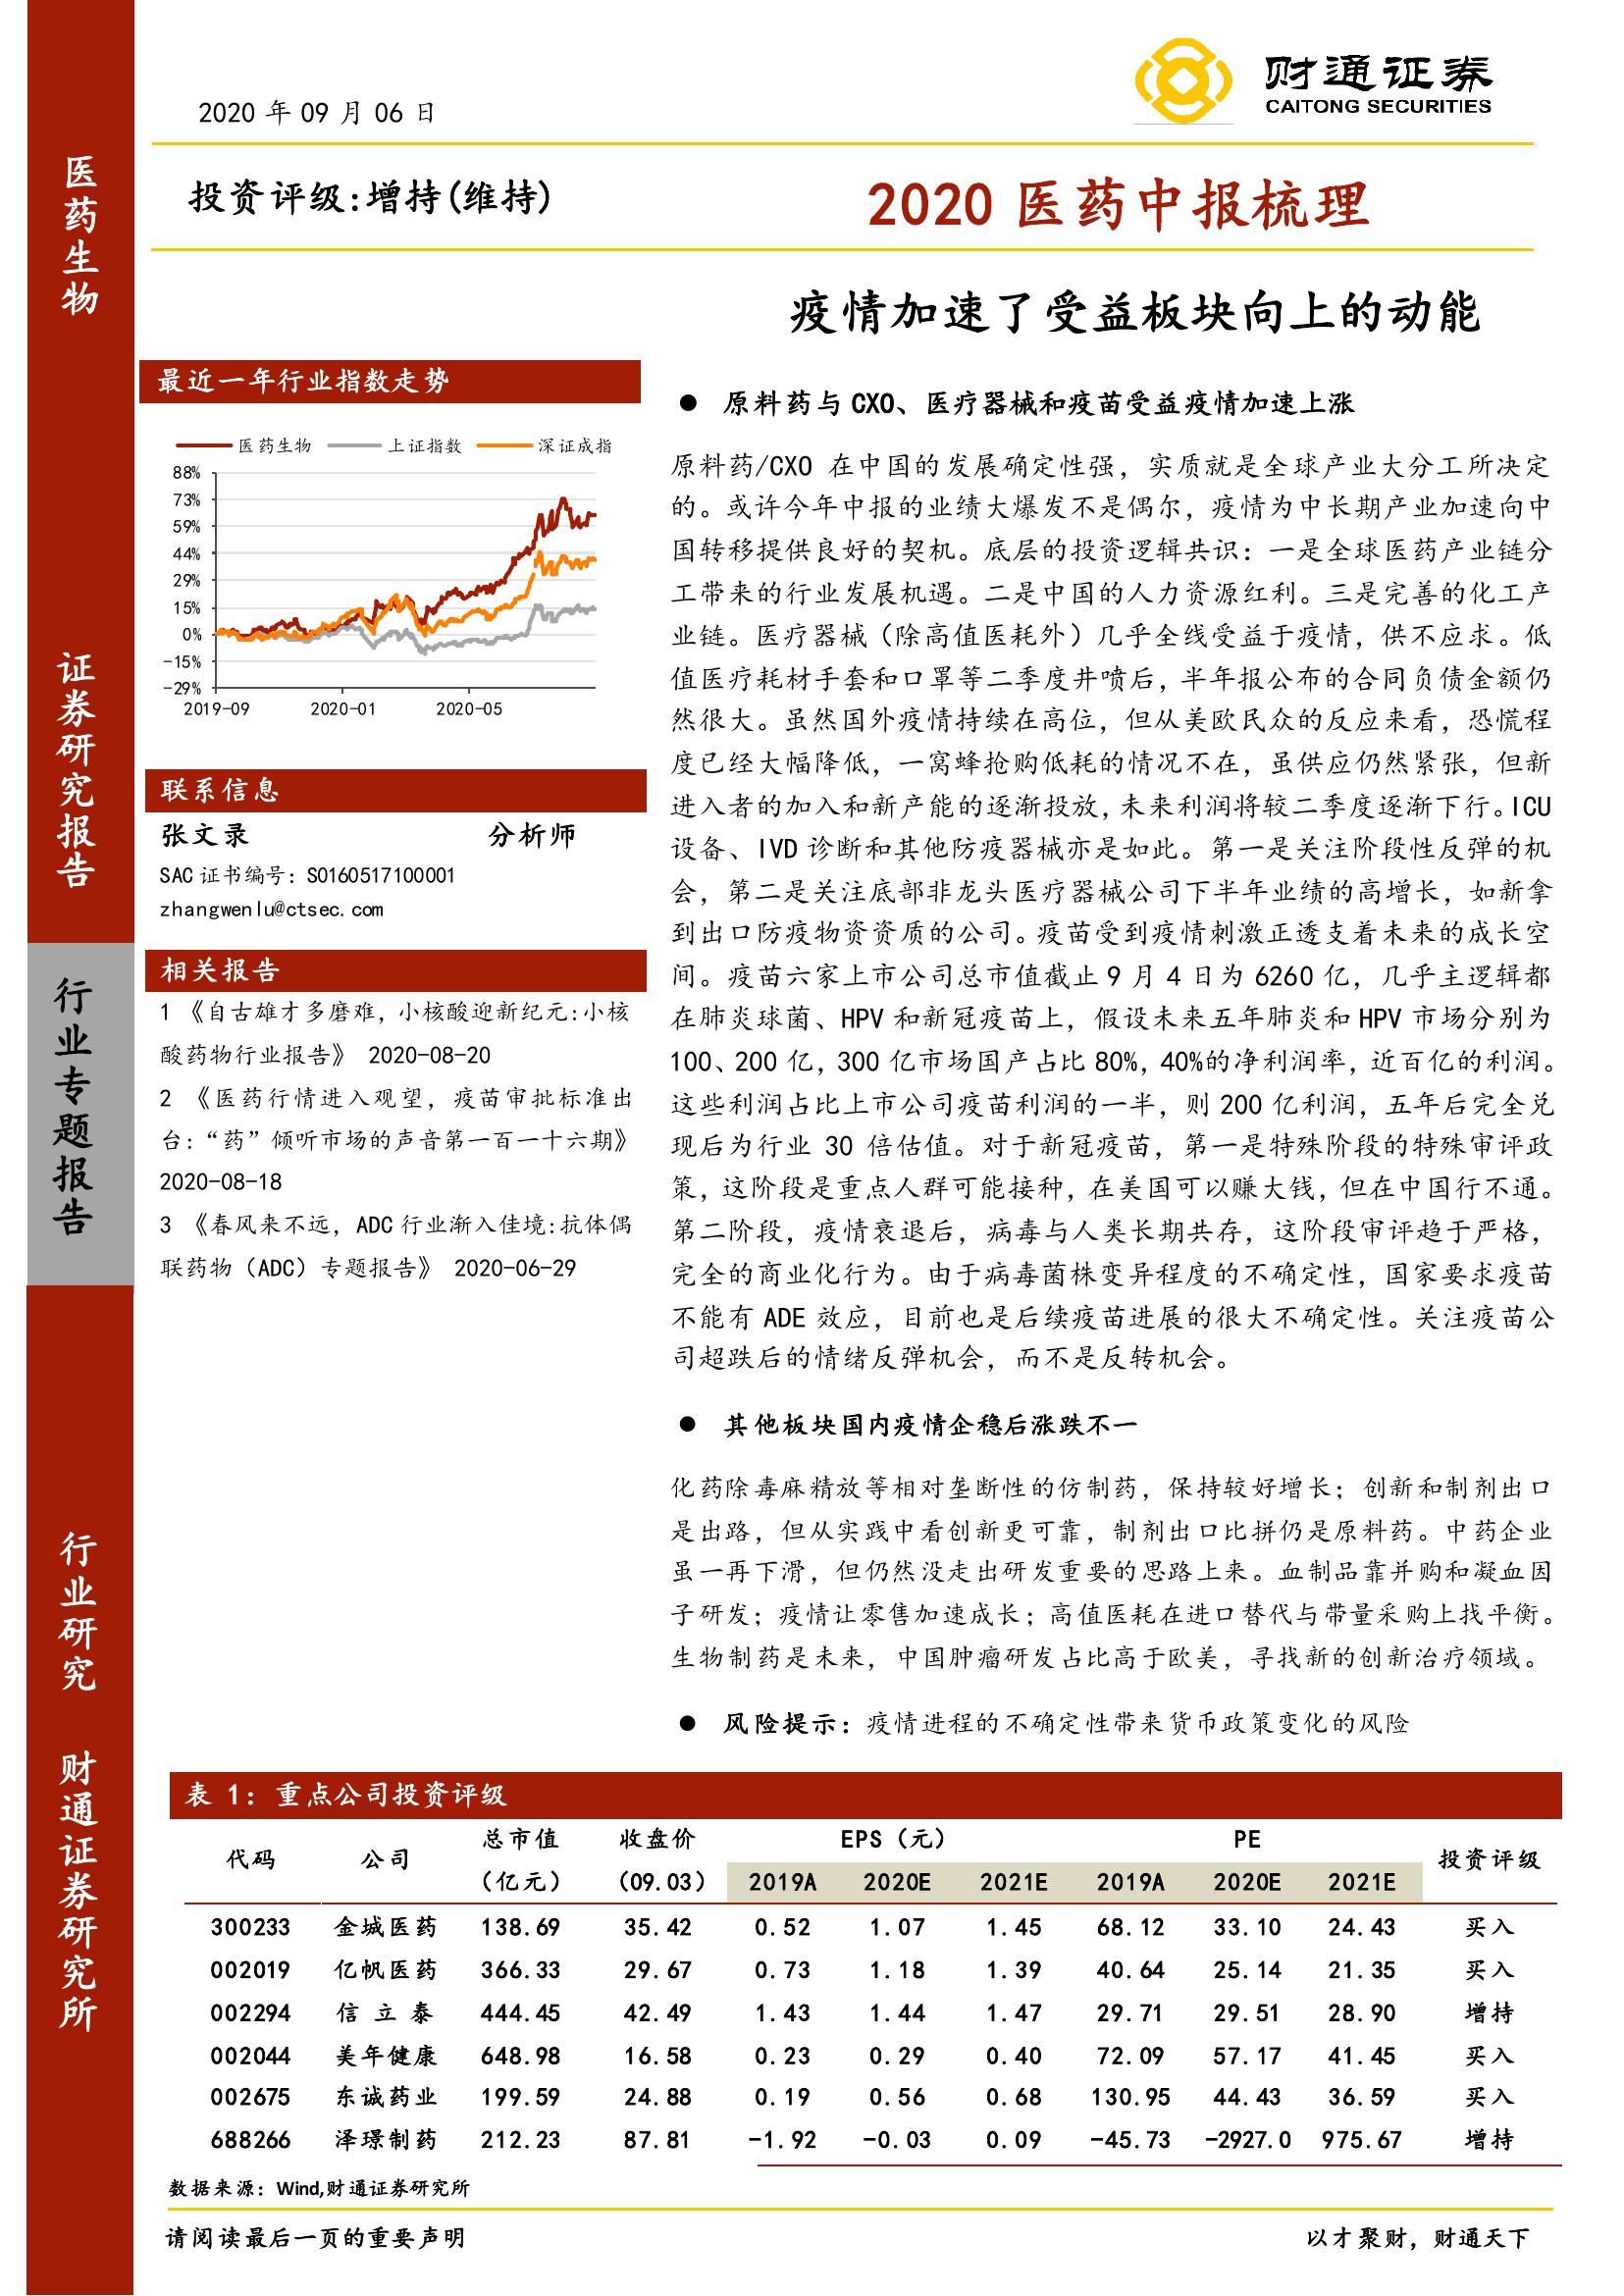 2020 年 09 月 06 日
财通证券
CAITONG SECURITIES
投资评级:增持(维持)
2020 医药中报梳理
疫情加速了受益板块向上的动能
医药生物
证券研究报告
行业专题报告
行业研究
财通证券研究所
最近一年行业指数走势
医药生物 上证指数 深证成指
88%
73%
59%
44%
29%
15%
0%
-15%
-29%
2019-09 2020-01 2020-05
联系信息
张文录 分析师
SAC 证书编号：S0160517100001
zhangwenlu@ctsec.com
相关报告
1 《自古雄才多磨难，小核酸迎新纪元:小核
酸药物行业报告》 2020-08-20
2 《医药行情进入观望，疫苗审批标准出
台：“药”倾听市场的声音第一百一十六期》
2020-08-18
3 《春风来不远，ADC 行业渐入佳境:抗体偶
联药物（ADC）专题报告》 2020-06-29
● 原料药与 CXO、医疗器械和疫苗受益疫情加速上涨
原料药/CXO 在中国的发展确定性强，实质就是全球产业大分工所决定
的。或许今年中报的业绩大爆发不是偶尔，疫情为中长期产业加速向中
国转移提供良好的契机。底层的投资逻辑共识：一是全球医药产业链分
工带来的行业发展机遇。二是中国的人力资源红利。三是完善的化工产
业链。医疗器械（除高值医耗外）几乎全线受益于疫情，供不应求。低
值医疗耗材手套和口罩等二季度井喷后，半年报公布的合同负债金额仍
然很大。虽然国外疫情持续在高位，但从美欧民众的反应来看，恐慌程
度已经大幅降低，一窝蜂抢购低耗的情况不在，虽供应仍然紧张，但新
进入者的加入和新产能的逐渐投放，未来利润将较二季度逐渐下行。ICU
设备、IVD 诊断和其他防疫器械亦是如此。第一是关注阶段性反弹的机
会，第二是关注底部非龙头医疗器械公司下半年业绩的高增长，如新拿
到出口防疫物资资质的公司。疫苗受到疫情刺激正透支着未来的成长空
间。疫苗六家上市公司总市值截止 9 月 4 日为 6260 亿，几乎主逻辑都
在肺炎球菌、HPV 和新冠疫苗上，假设未来五年肺炎和 HPV 市场分别为
100、200 亿，300 亿市场国产占比 80%，40%的净利润率，近百亿的利润。
这些利润占比上市公司疫苗利润的一半，则 200 亿利润，五年后完全兑
现后为行业 30 倍估值。对于新冠疫苗，第一是特殊阶段的特殊审评政
策，这阶段是重点人群可能接种，在美国可以赚大钱，但在中国行不通。
第二阶段，疫情衰退后，病毒与人类长期共存，这阶段审评趋于严格，
完全的商业化行为。由于病毒菌株变异程度的不确定性，国家要求疫苗
不能有 ADE 效应，目前也是后续疫苗进展的很大不确定性。关注疫苗公
司超跌后的情绪反弹机会，而不是反转机会。
● 其他板块国内疫情企稳后涨跌不一
化药除毒麻精放等相对垄断性的仿制药，保持较好增长；创新和制剂出口
是出路，但从实践中看创新更可靠，制剂出口比拼仍是原料药。中药企业
虽一再下滑，但仍然没走出研发重要的思路上来。血制品靠并购和凝血因
子研发；疫情让零售加速成长；高值医耗在进口替代与带量采购上找平衡。
生物制药是未来，中国肿瘤研发占比高于欧美，寻找新的创新治疗领域。
● 风险提示：疫情进程的不确定性带来货币政策变化的风险
表 1：重点公司投资评级
代码 公司 总市值（亿元） 收盘价（09.03） EPS（元） PE 投资评级
2019A 2020E 2021E 2019A 2020E 2021E
300233 金城医药 138.69 35.42 0.52 1.07 1.45 68.12 33.10 24.43 买入
002019 亿帆医药 366.33 29.67 0.73 1.18 1.39 40.64 25.14 21.35 买入
002294 信立泰 444.45 42.49 1.43 1.44 1.47 29.71 29.51 28.90 增持
002044 美年健康 648.98 16.58 0.23 0.29 0.40 72.09 57.17 41.45 买入
002675 东诚药业 199.59 24.88 0.19 0.56 0.68 130.95 44.43 36.59 买入
688266 泽璟制药 212.23 87.81 -1.92 -0.03 0.09 -45.73 -2927.0 975.67 增持
数据来源：Wind,财通证券研究所
请阅读最后一页的重要声明
以才聚财，财通天下